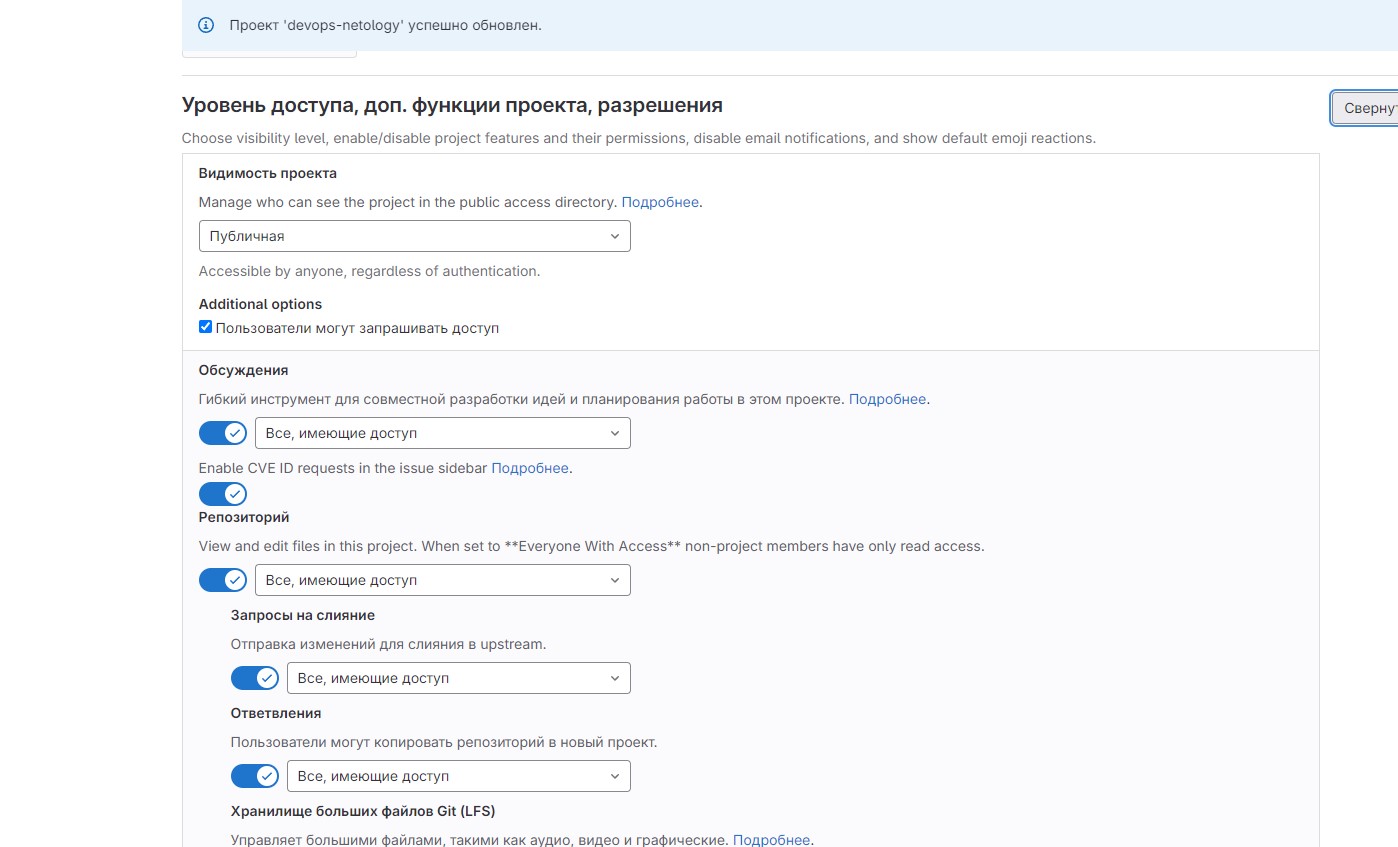 Проект 'devops-netology' успешно обновлен.
Уровень доступа, доп. функции проекта, разрешения
Choose visibility level, enable/disable project features and their permissions, disable email notifications, and show default emoji reactions.
Видимость проекта
Manage who can see the project in the public access directory. Подробнее.
Публичная
Accessible by anyone, regardless of authentication.
Additional options
Пользователи могут запрашивать доступ
Обсуждения
Гибкий инструмент для совместной разработки идей и планирования работы в этом проекте. Подробнее.
Все, имеющие доступ
Enable CVE ID requests in the issue sidebar Подробнее.
Репозиторий
View and edit files in this project. When set to **Everyone With Access** non-project members have only read access.
Все, имеющие доступ
Запросы на слияние
Отправка изменений для слияния в upstream.
Все, имеющие доступ
Ответвления
Пользователи могут копировать репозиторий в новый проект.
Все, имеющие доступ
Хранилище больших файлов Git (LFS)
Управляет большими файлами, такими как аудио, видео и графические. Подробнее.